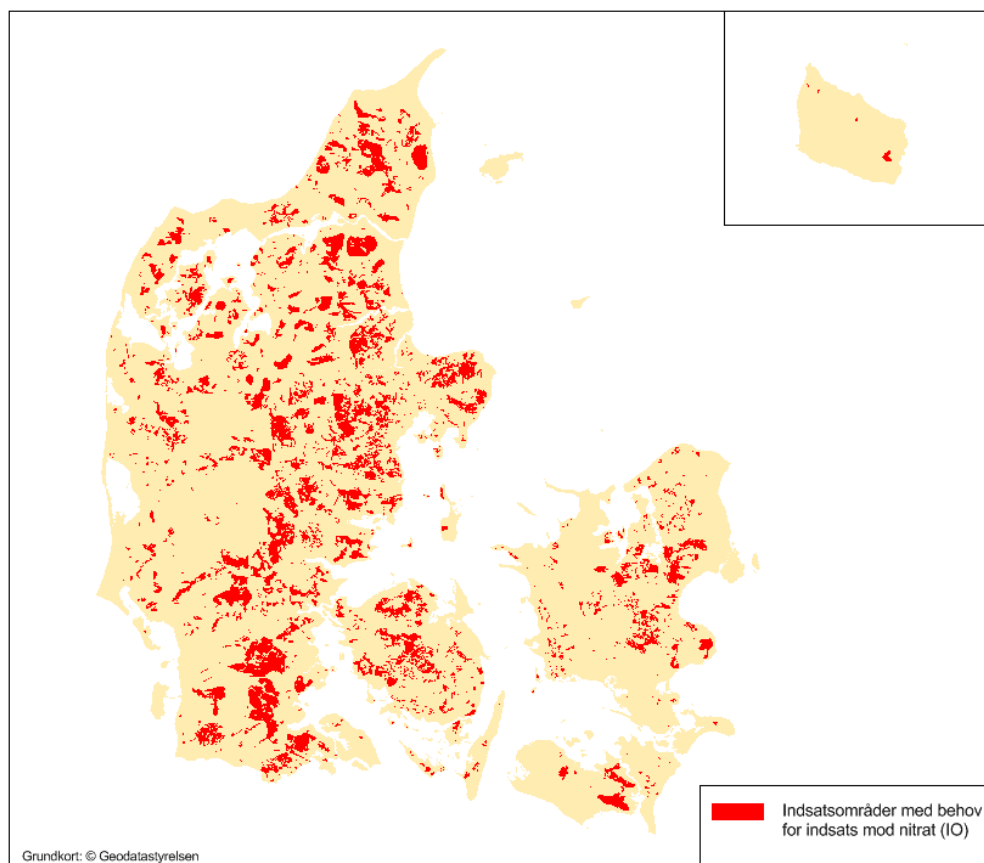 Indsatsområder med behov
for indsats mod nitrat (IO)
Grundkort: © Geodatastyrelsen